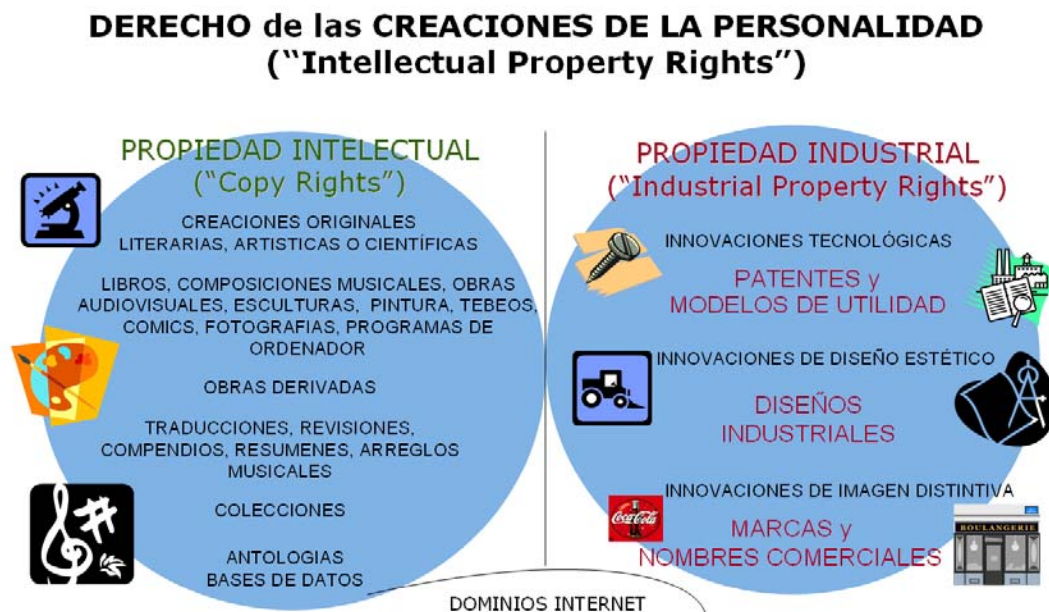 DERECHO de las CREACIONES DE LA PERSONALIDAD
("Intellectual Property Rights")
PROPIEDAD INTELECTUAL
("Copy Rights")
CREACIONES ORIGINALES
LITERARIAS, ARTISTICAS O CIENTÍFICAS
LIBROS, COMPOSICIONES MUSICALES, OBRAS
AUDIOVISUALES, ESCULTURAS, PINTURA, TEBEOS,
COMICS, FOTOGRAFIAS, PROGRAMAS DE
ORDENADOR
OBRAS DERIVADAS
TRADUCCIONES, REVISIONES,
COMPENDIOS, RESUMENES, ARREGLOS
MUSICALES
COLECCIONES
ANTOLOGIAS
BASES DE DATOS
PROPIEDAD INDUSTRIAL
("Industrial Property Rights")
INNOVACIONES TECNOLÓGICAS
PATENTES y
MODELOS DE UTILIDAD
INNOVACIONES DE DISEÑO ESTÉTICO
DISEÑOS
INDUSTRIALES
INNOVACIONES DE IMAGEN DISTINTIVA
Coca-Cola
MARCAS y
NOMBRES COMERCIALES
BOULANGERIE
DOMINIOS INTERNET